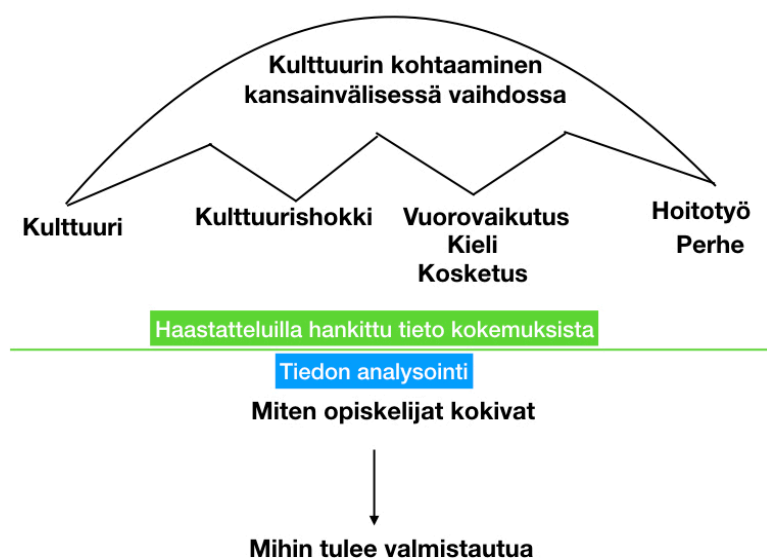 Kulttuurin kohtaaminen
kansainvälisessä vaihdossa
Kulttuuri
Kulttuurishokki
Vuorovaikutus
Kieli
Kosketus
Hoitotyö
Perhe
Haastatteluilla hankittu tieto kokemuksista
Tiedon analysointi
Miten opiskelijat kokivat
Mihin tulee valmistautua